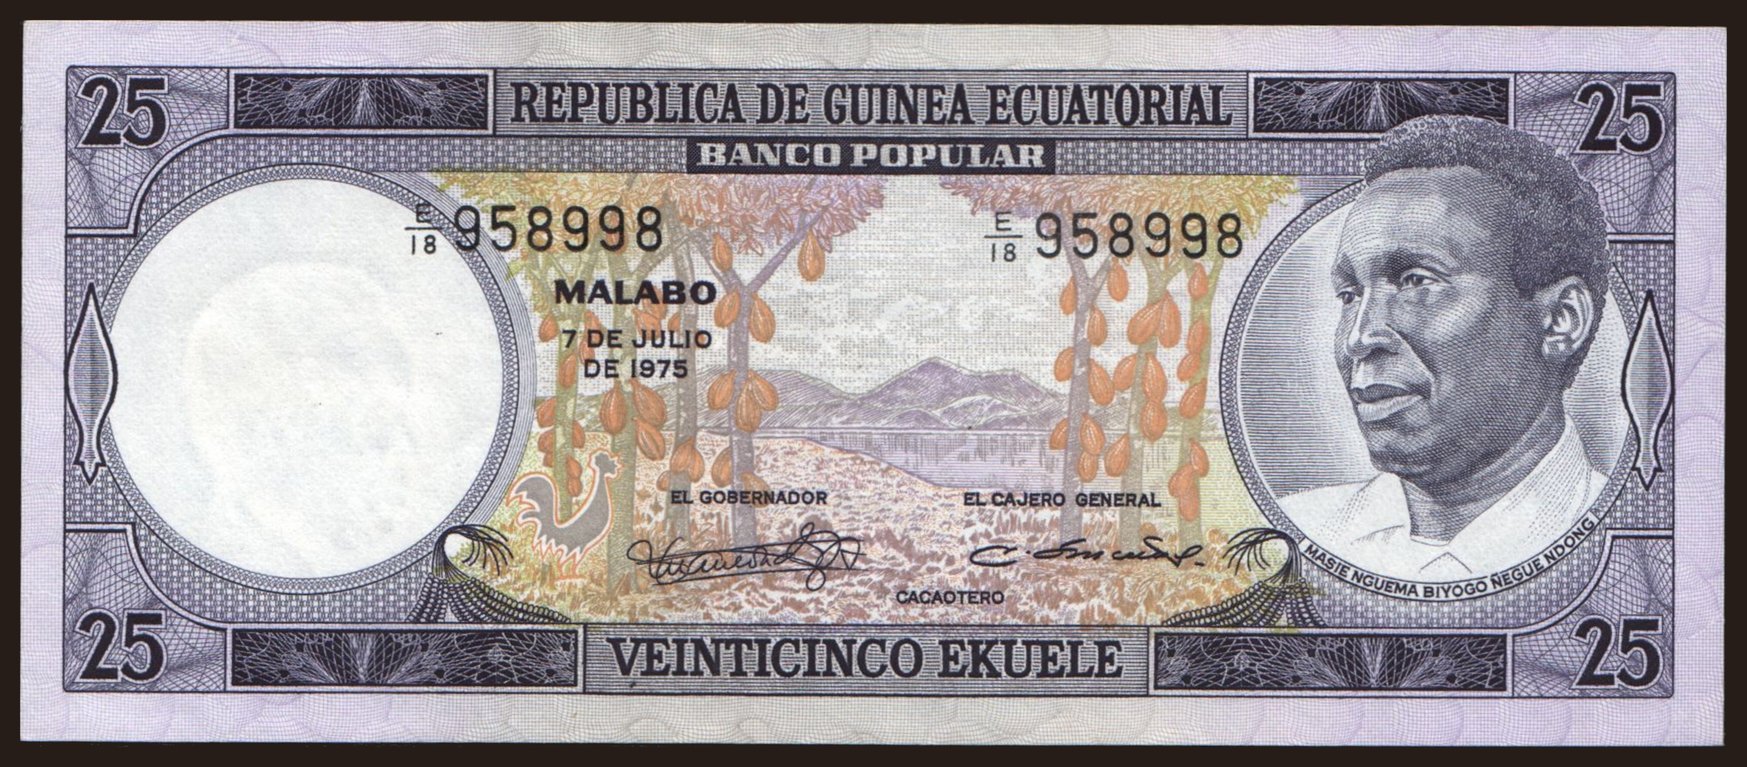 25 REPUBLICA DE GUINEA ECUATORIAL 25
BANCO POPULAR
E/18 958998 E/18 958998
MALABO
7 DE JULIO
DE 1975
EL GOBERNADOR EL CAJERO GENERAL
MASIE NGUEMA BIYOGO ÑEGUE NDONG
CACAOTERO
25 VEINTICINCO EKUELE 25